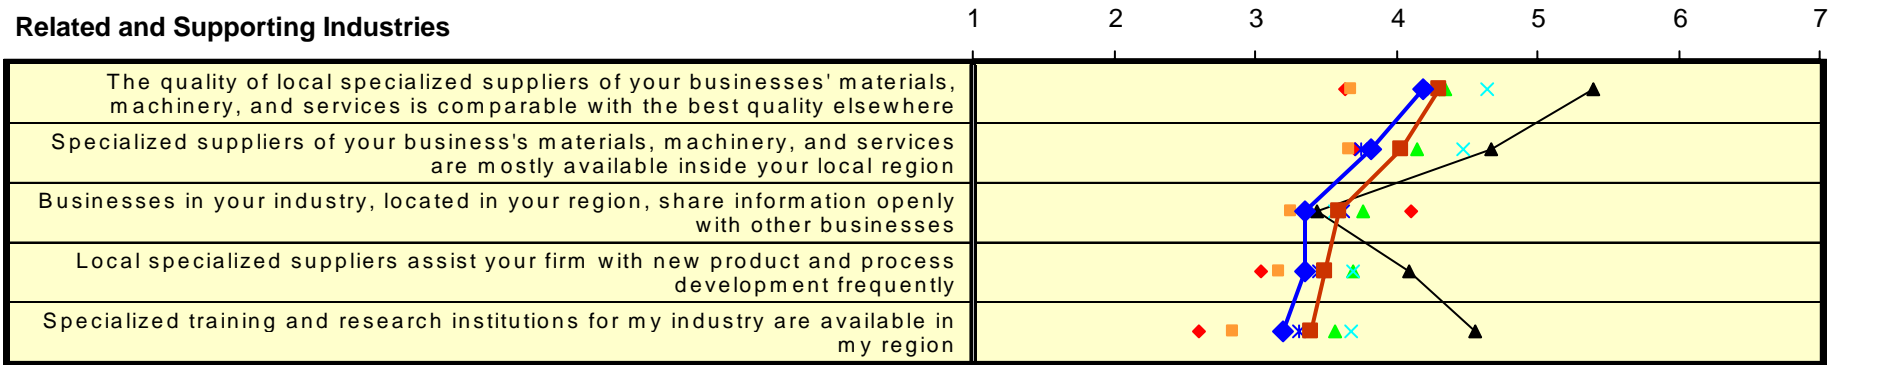 Related and Supporting Industries
1 2 3 4 5 6 7
The quality of local specialized suppliers of your businesses' materials,
machinery, and services is comparable with the best quality elsewhere
Specialized suppliers of your business's materials, machinery, and services
are mostly available inside your local region
Businesses in your industry, located in your region, share information openly
with other businesses
Local specialized suppliers assist your firm with new product and process
development frequently
Specialized training and research institutions for my industry are available in
my region